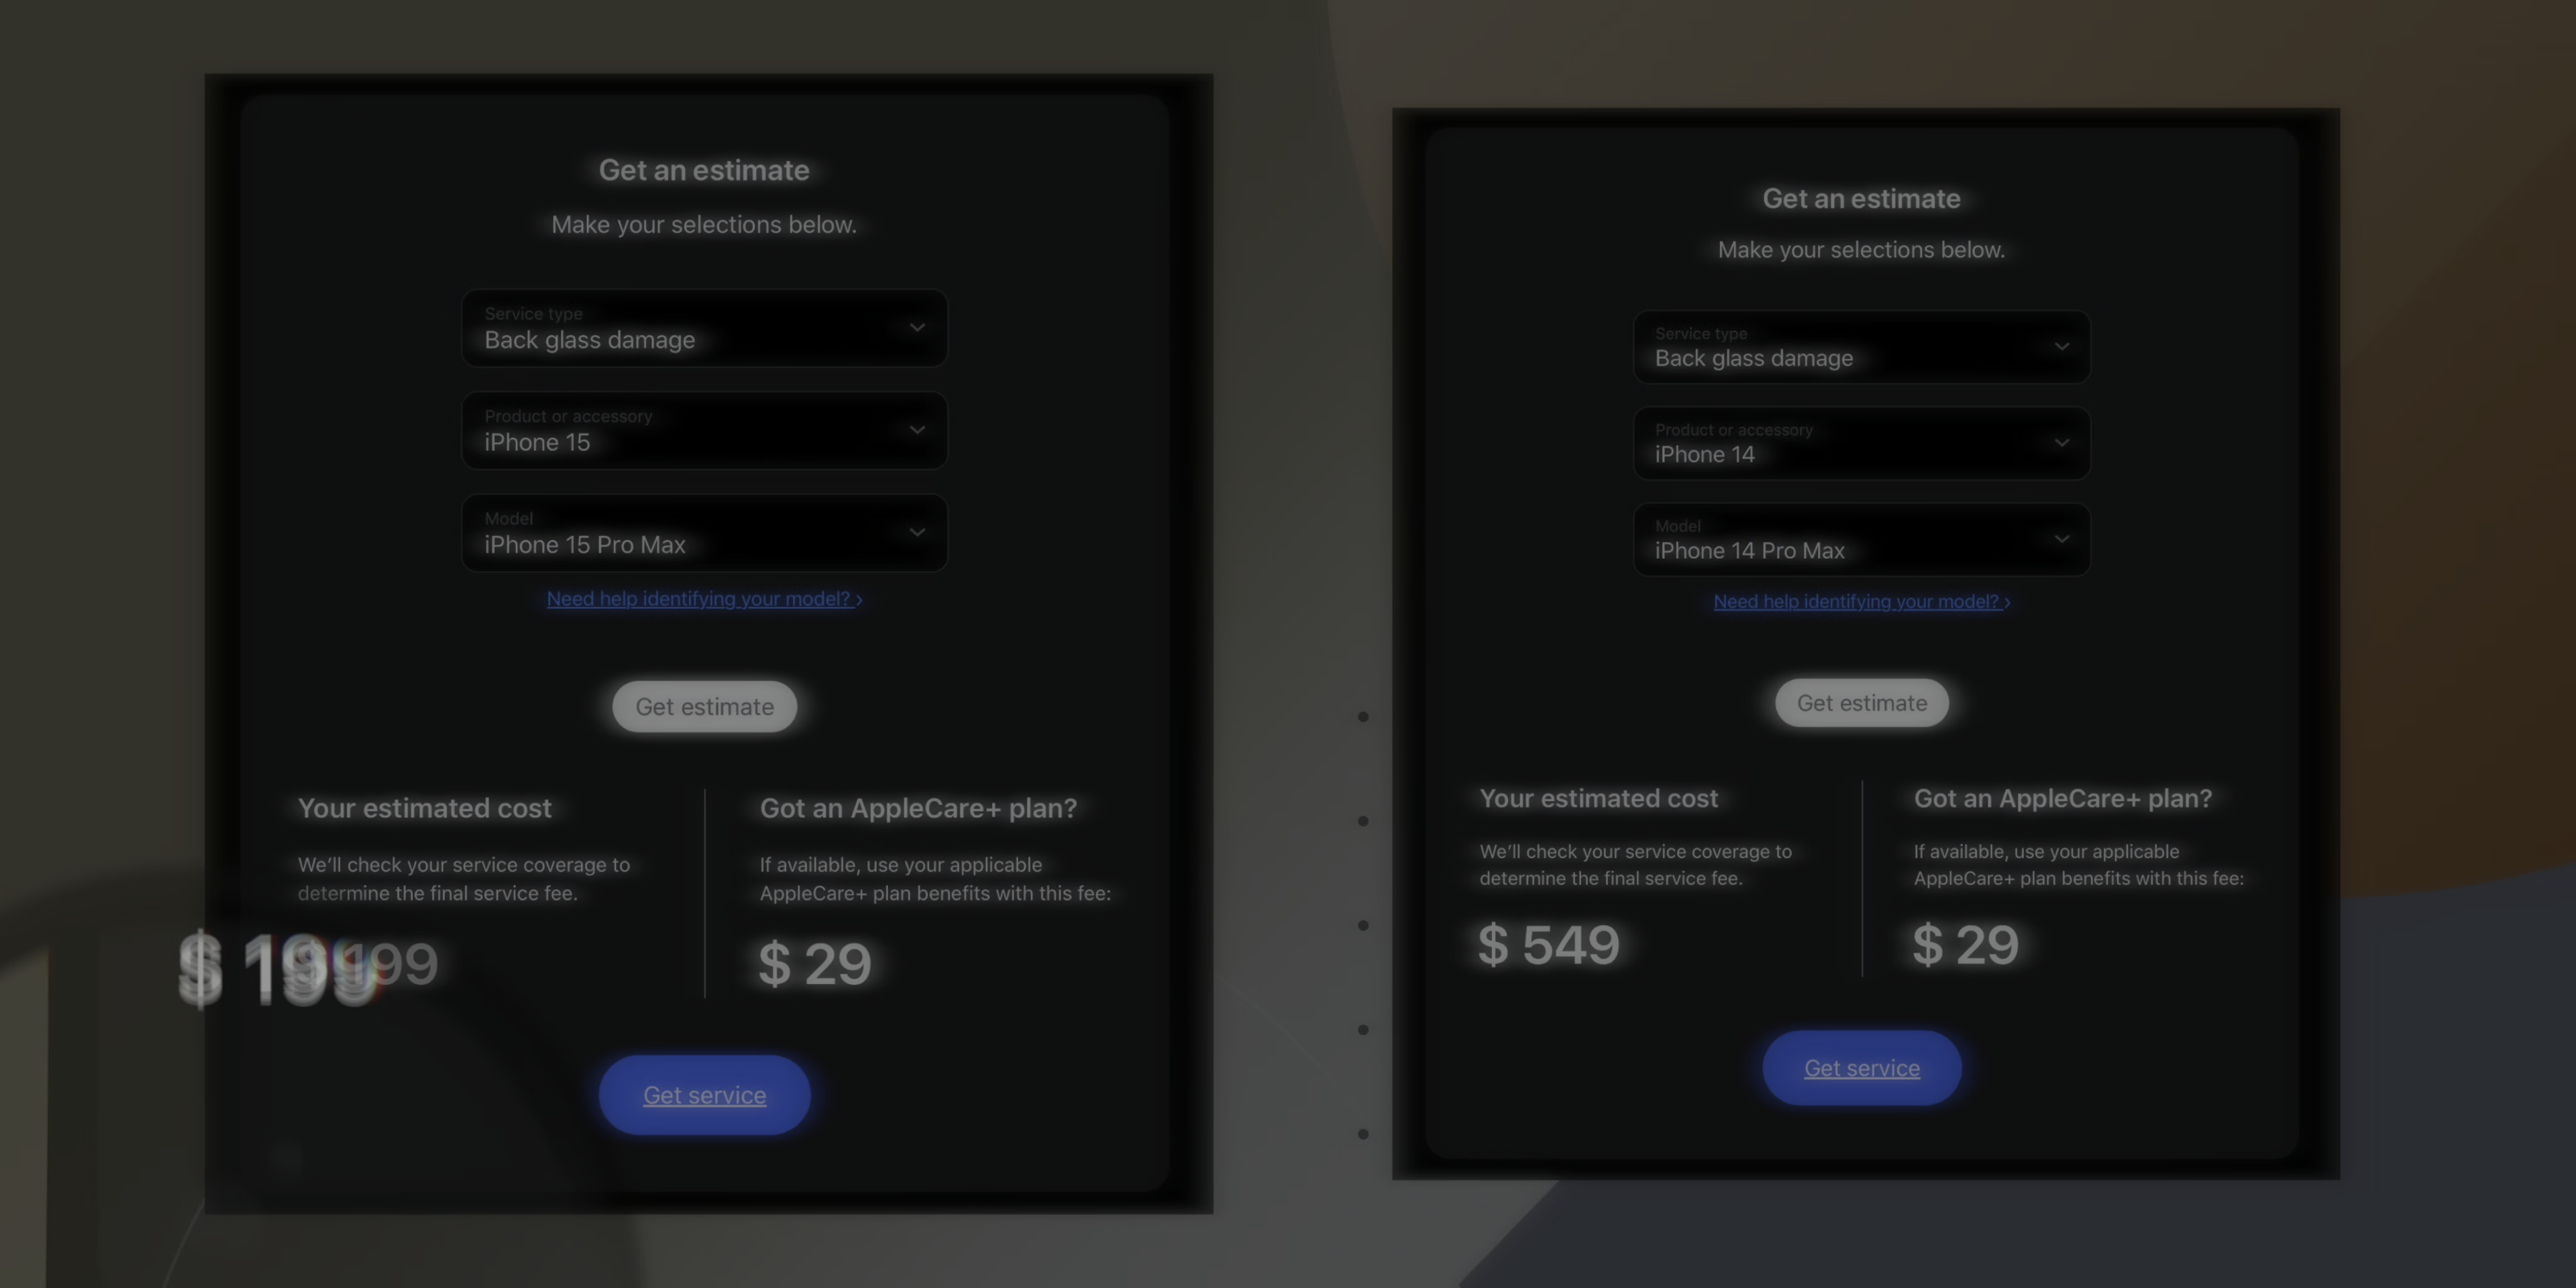 Get an estimate
Make your selections below.
Service type
Back glass damage
Product or accessory
iPhone 15
Model
iPhone 15 Pro Max
Need help identifying your model? ›
Get estimate
Your estimated cost
We'll check your service coverage to
determine the final service fee.
$ 199
$ 199
Got an AppleCare+ plan?
If available, use your applicable
AppleCare+ plan benefits with this fee:
$ 29
Get service
Get an estimate
Make your selections below.
Service type
Back glass damage
Product or accessory
iPhone 14
Model
iPhone 14 Pro Max
Need help identifying your model? ›
Get estimate
Your estimated cost
We'll check your service coverage to
determine the final service fee.
$ 549
Got an AppleCare+ plan?
If available, use your applicable
AppleCare+ plan benefits with this fee:
$ 29
Get service